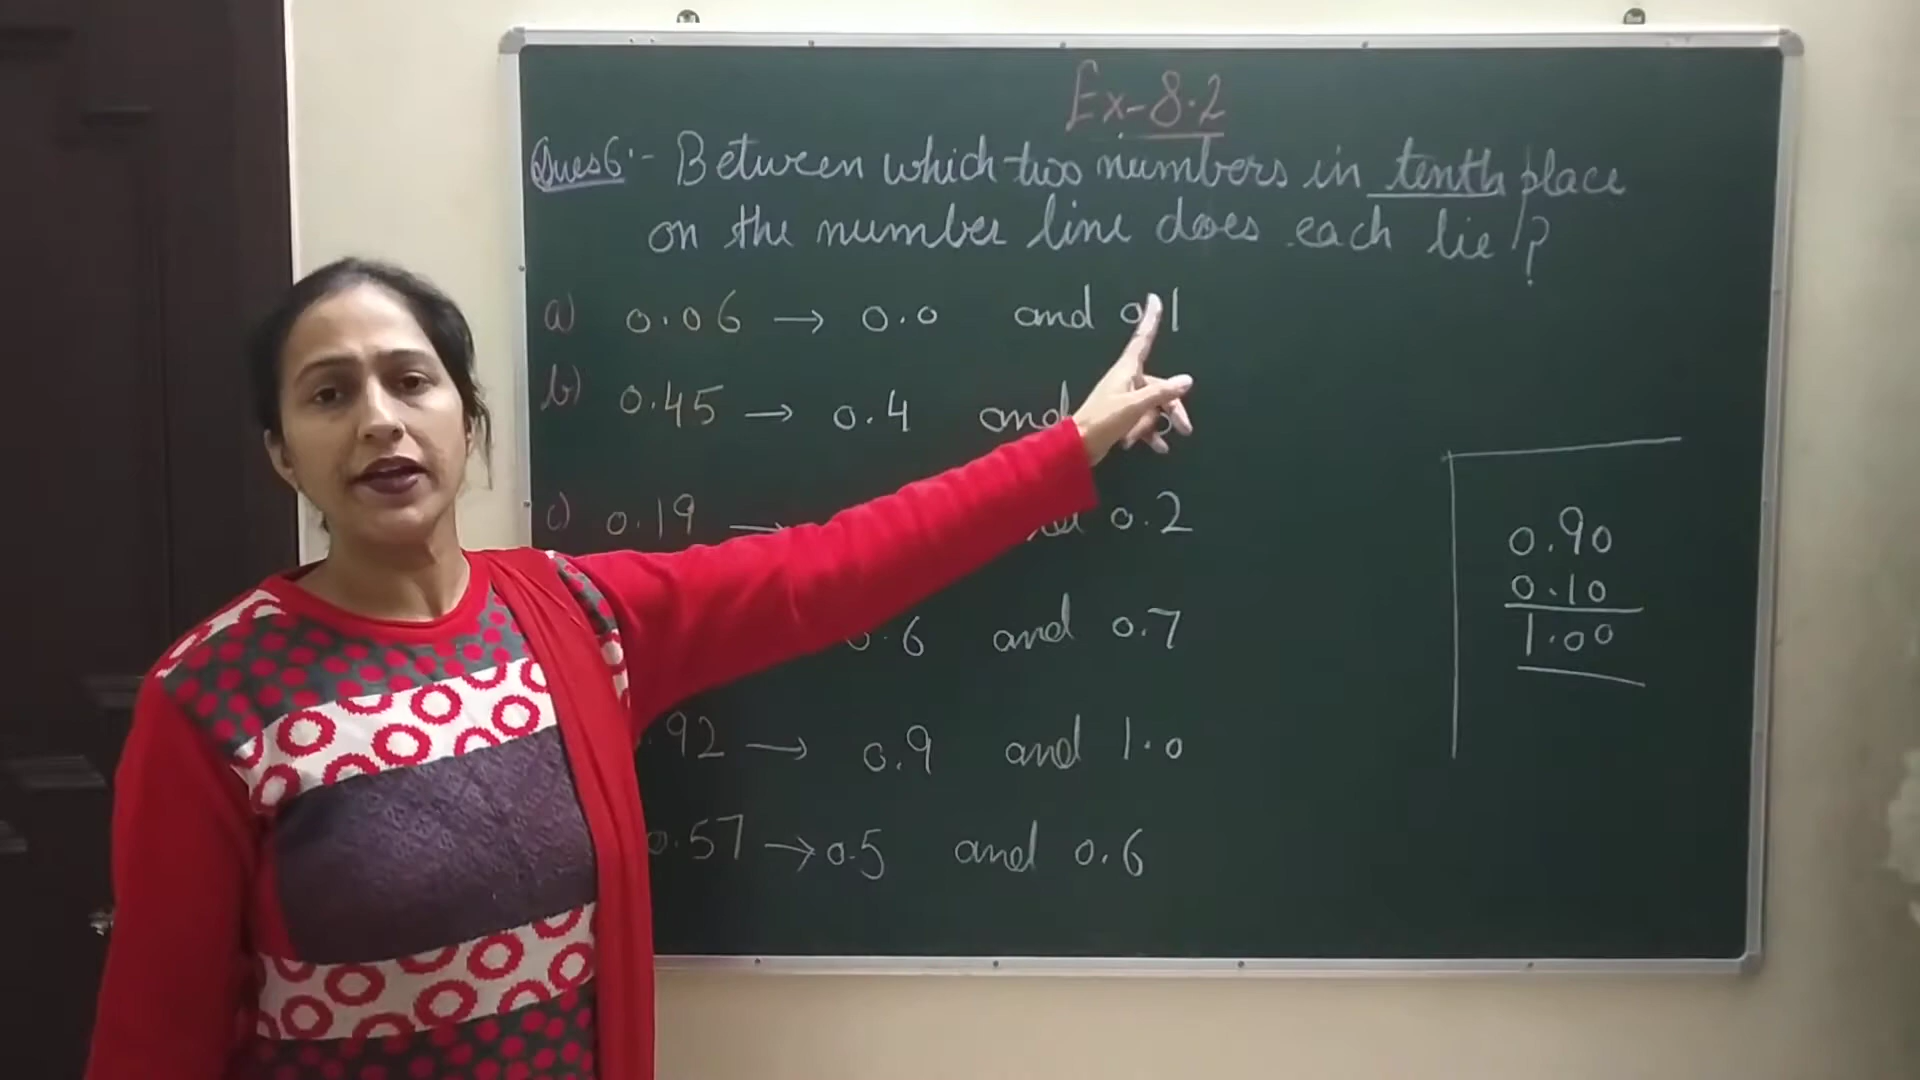 Ex-8.2
Ques6:- Between which two numbers in tenth place
on the number line does each lie?
a) 0.06 → 0.0 and 0.1
b) 0.45 → 0.4 and
c) 0.19 → 0.2
0.6 and 0.7
.92 → 0.9 and 1.0
0.57 → 0.5 and 0.6
0.90
0.10
1.00